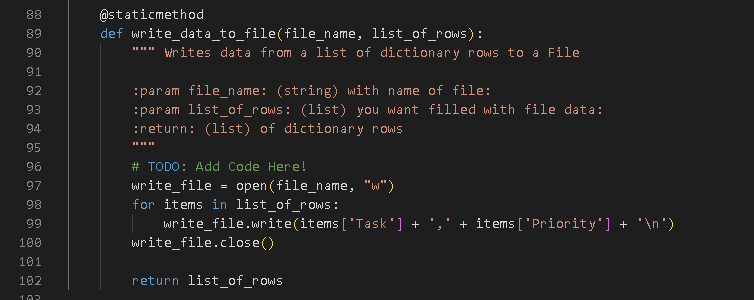 88 @staticmethod
89 def write_data_to_file(file_name, list_of_rows):
90 """ Writes data from a list of dictionary rows to a File
91
92 :param file_name: (string) with name of file:
93 :param list_of_rows: (list) you want filled with file data:
94 :return: (list) of dictionary rows
95 """
96 # TODO: Add Code Here!
97 write_file = open(file_name, "w")
98 for items in list_of_rows:
99 write_file.write(items['Task'] + ',' + items['Priority'] + '\n')
100 write_file.close()
101
102 return list_of_rows
103